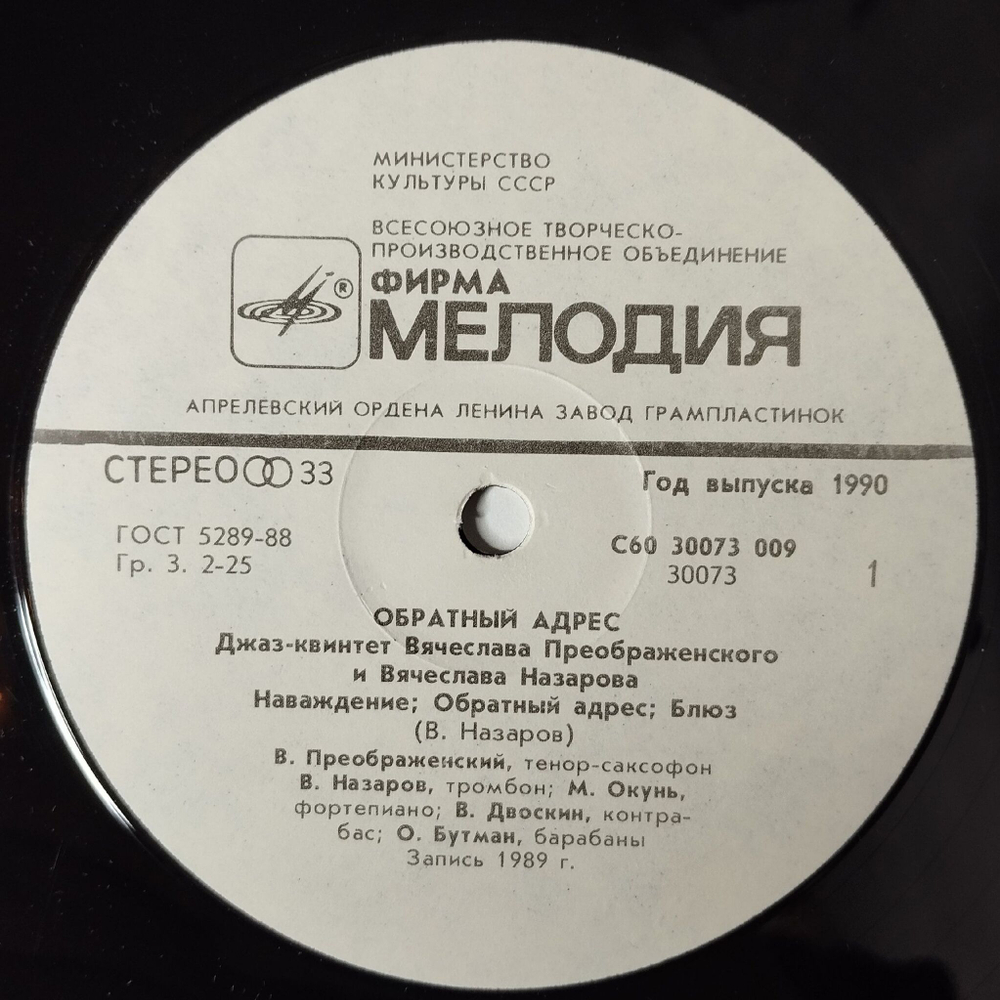 МИНИСТЕРСТВО
КУЛЬТУРЫ СССР
ВСЕСОЮЗНОЕ ТВОРЧЕСКО-
ПРОИЗВОДСТВЕННОЕ ОБЪЕДИНЕНИЕ
®
ФИРМА
МЕЛОДИЯ
АПРЕЛЕВСКИЙ ОРДЕНА ЛЕНИНА ЗАВОД ГРАМПЛАСТИНОК
СТЕРЕО 33
Год выпуска 1990
ГОСТ 5289-88
Гр. 3. 2-25
С60 30073 009
30073
1
ОБРАТНЫЙ АДРЕС
Джаз-квинтет Вячеслава Преображенского
и Вячеслава Назарова
Наваждение; Обратный адрес; Блюз
(В. Назаров)
В. Преображенский, тенор-саксофон
В. Назаров, тромбон; М. Окунь,
фортепиано; В. Двоскин, контра-
бас; О. Бутман, барабаны
Запись 1989 г.